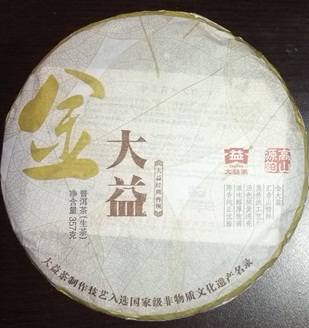 金
大益
大益经典传承
普洱茶(生茶)
净含量:357克
益
大益茶
高山
源韵
大益茶制作技艺入选国家级非物质文化遗产名录